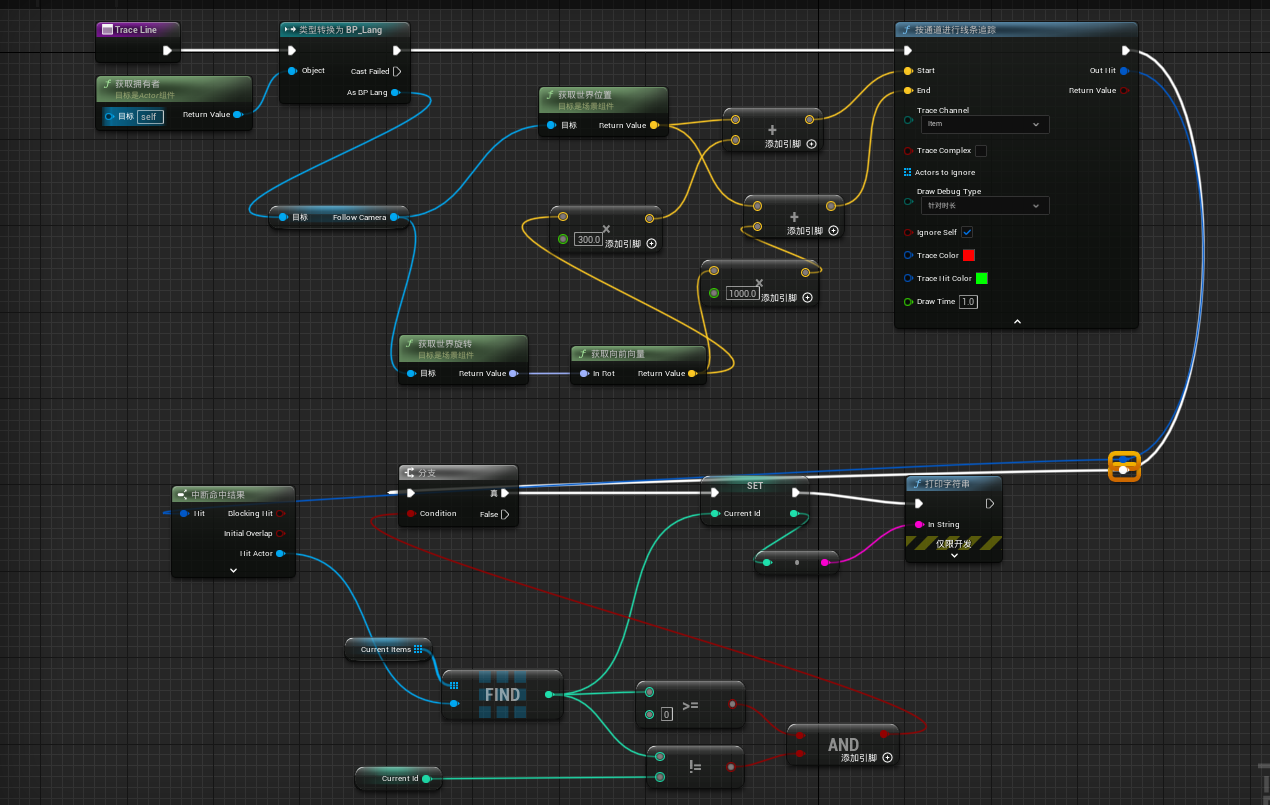 Trace Line
类型转换为 BP_Lang
Object
Cast Failed
As BP Lang
获取拥有者
目标是Actor组件
目标 self
Return Value
按通道进行线条追踪
Start
Out Hit
End
Return Value
Trace Channel
Item
Trace Complex
Actors to Ignore
Draw Debug Type
针对时长
Ignore Self
Trace Color
Trace Hit Color
Draw Time 1.0
获取世界位置
目标是场景组件
目标
Return Value
+
添加引脚
+
添加引脚
目标
Follow Camera
×
300.0
添加引脚
×
1000.0
添加引脚
获取世界旋转
目标是场景组件
目标
Return Value
获取向前向量
In Rot
Return Value
中断命中结果
Hit
Blocking Hit
Initial Overlap
Hit Actor
分支
真
Condition
False
SET
Current Id
打印字符串
In String
仅限开发
Current Items
FIND
>=
0
!=
Current Id
AND
添加引脚